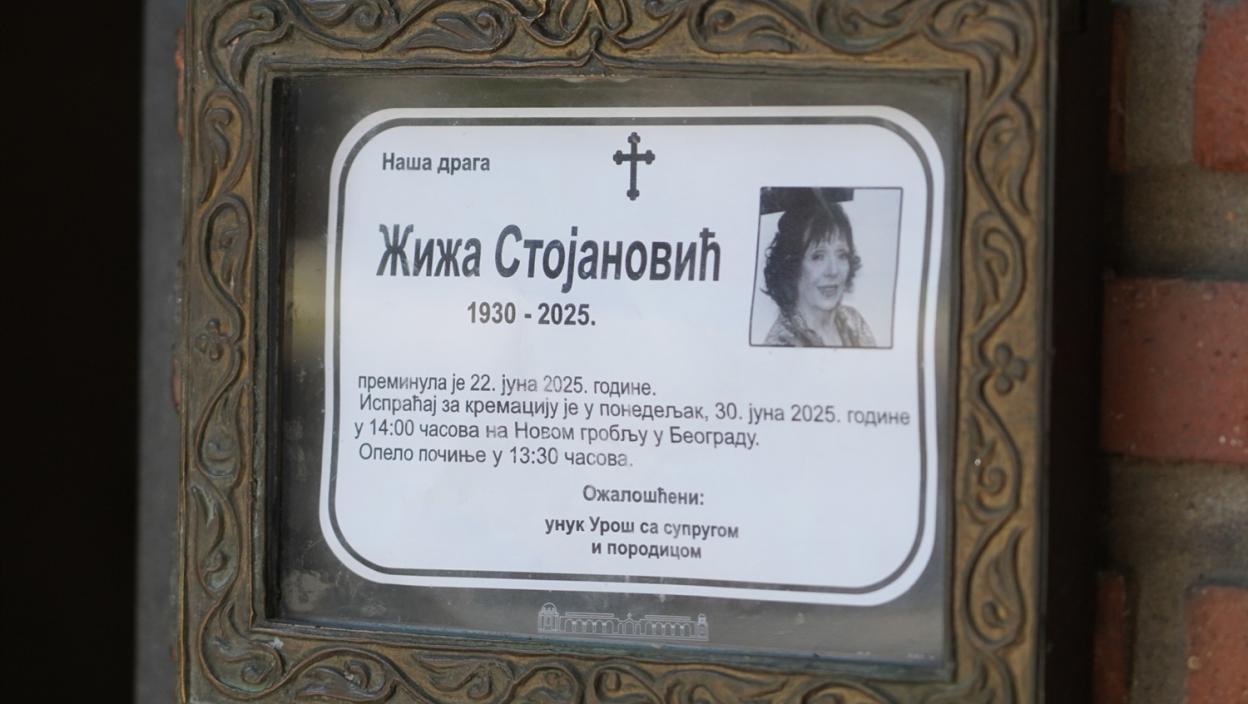 Наша драга
Жижа Стојановић
1930 - 2025.
преминула је 22. јуна 2025. године.
Испраћај за кремацију је у понедељак, 30. јуна 2025. године
у 14:00 часова на Новом гробљу у Београду.
Опело почиње у 13:30 часова.
Ожалошћени:
унук Урош са супругом
и породицом